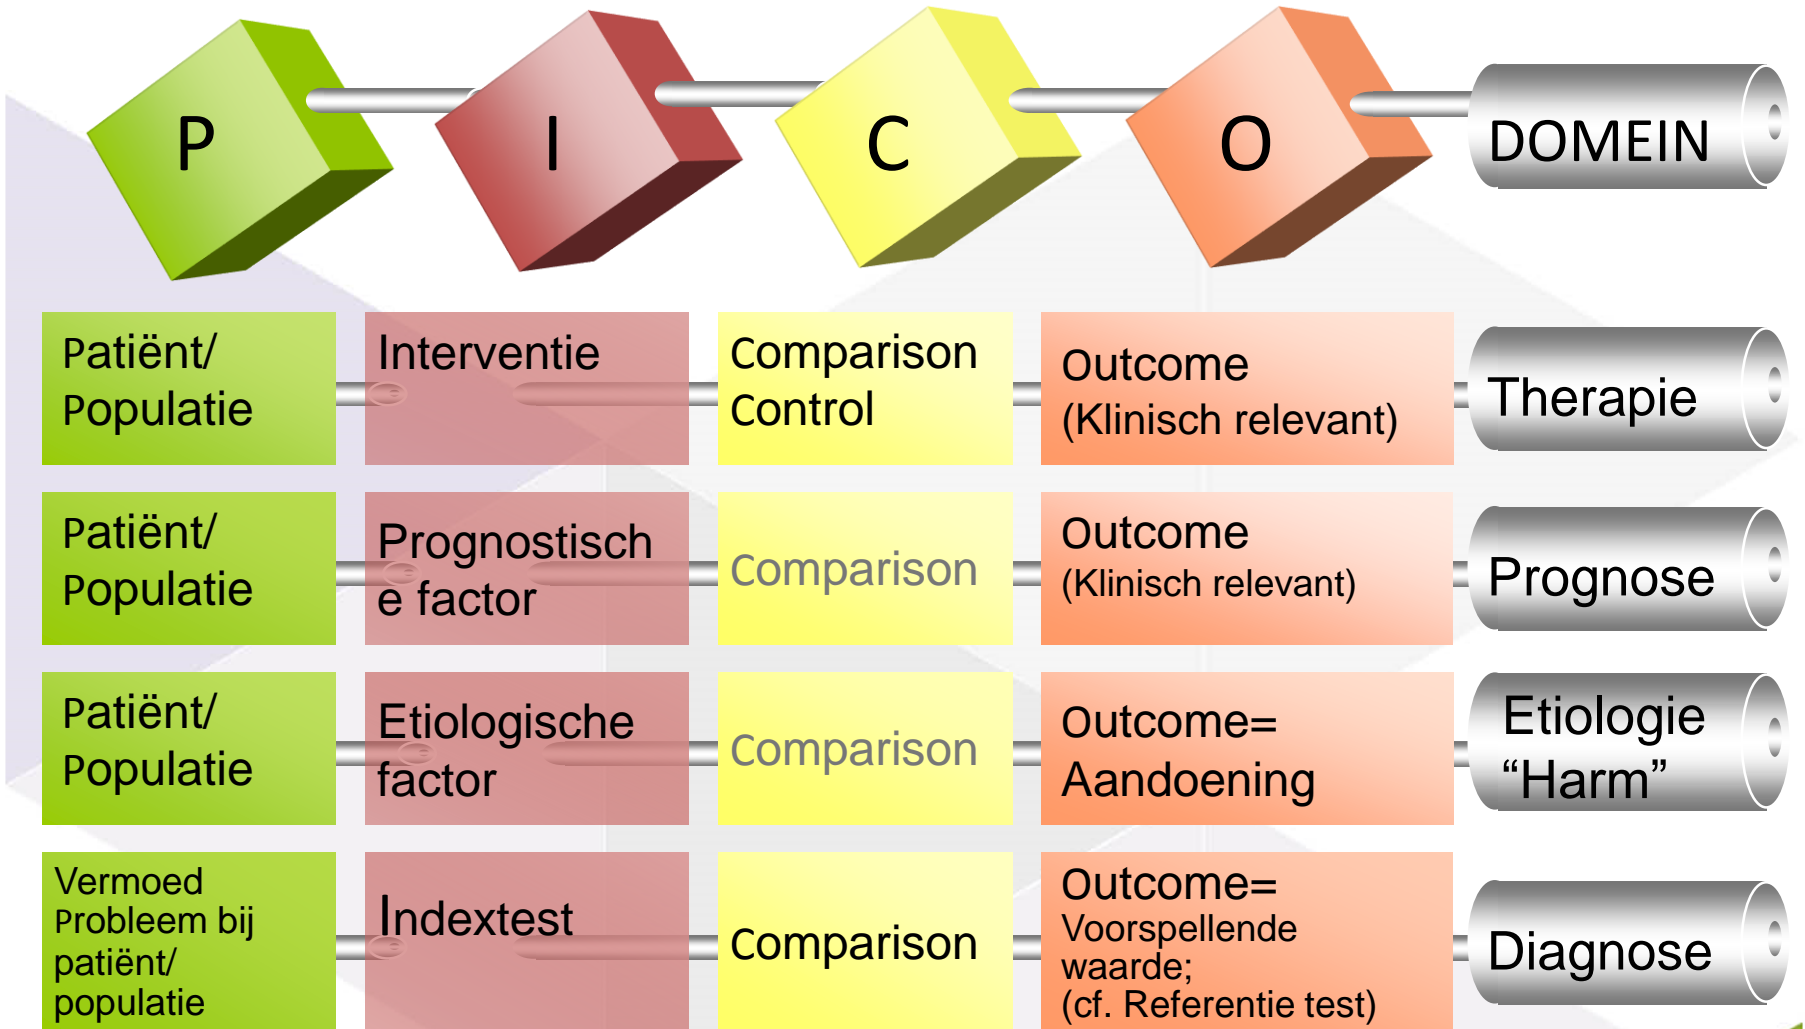 P
I
C
O
DOMEIN
Patiënt/
Populatie
Interventie
Comparison
Control
Outcome
(Klinisch relevant)
Therapie
Patiënt/
Populatie
Prognostisch
e factor
Comparison
Outcome
(Klinisch relevant)
Prognose
Patiënt/
Populatie
Etiologische
factor
Comparison
Outcome=
Aandoening
Etiologie
“Harm”
Vermoed
Probleem bij
patiënt/
populatie
Indextest
Comparison
Outcome=
Voorspellende
waarde;
(cf. Referentie test)
Diagnose